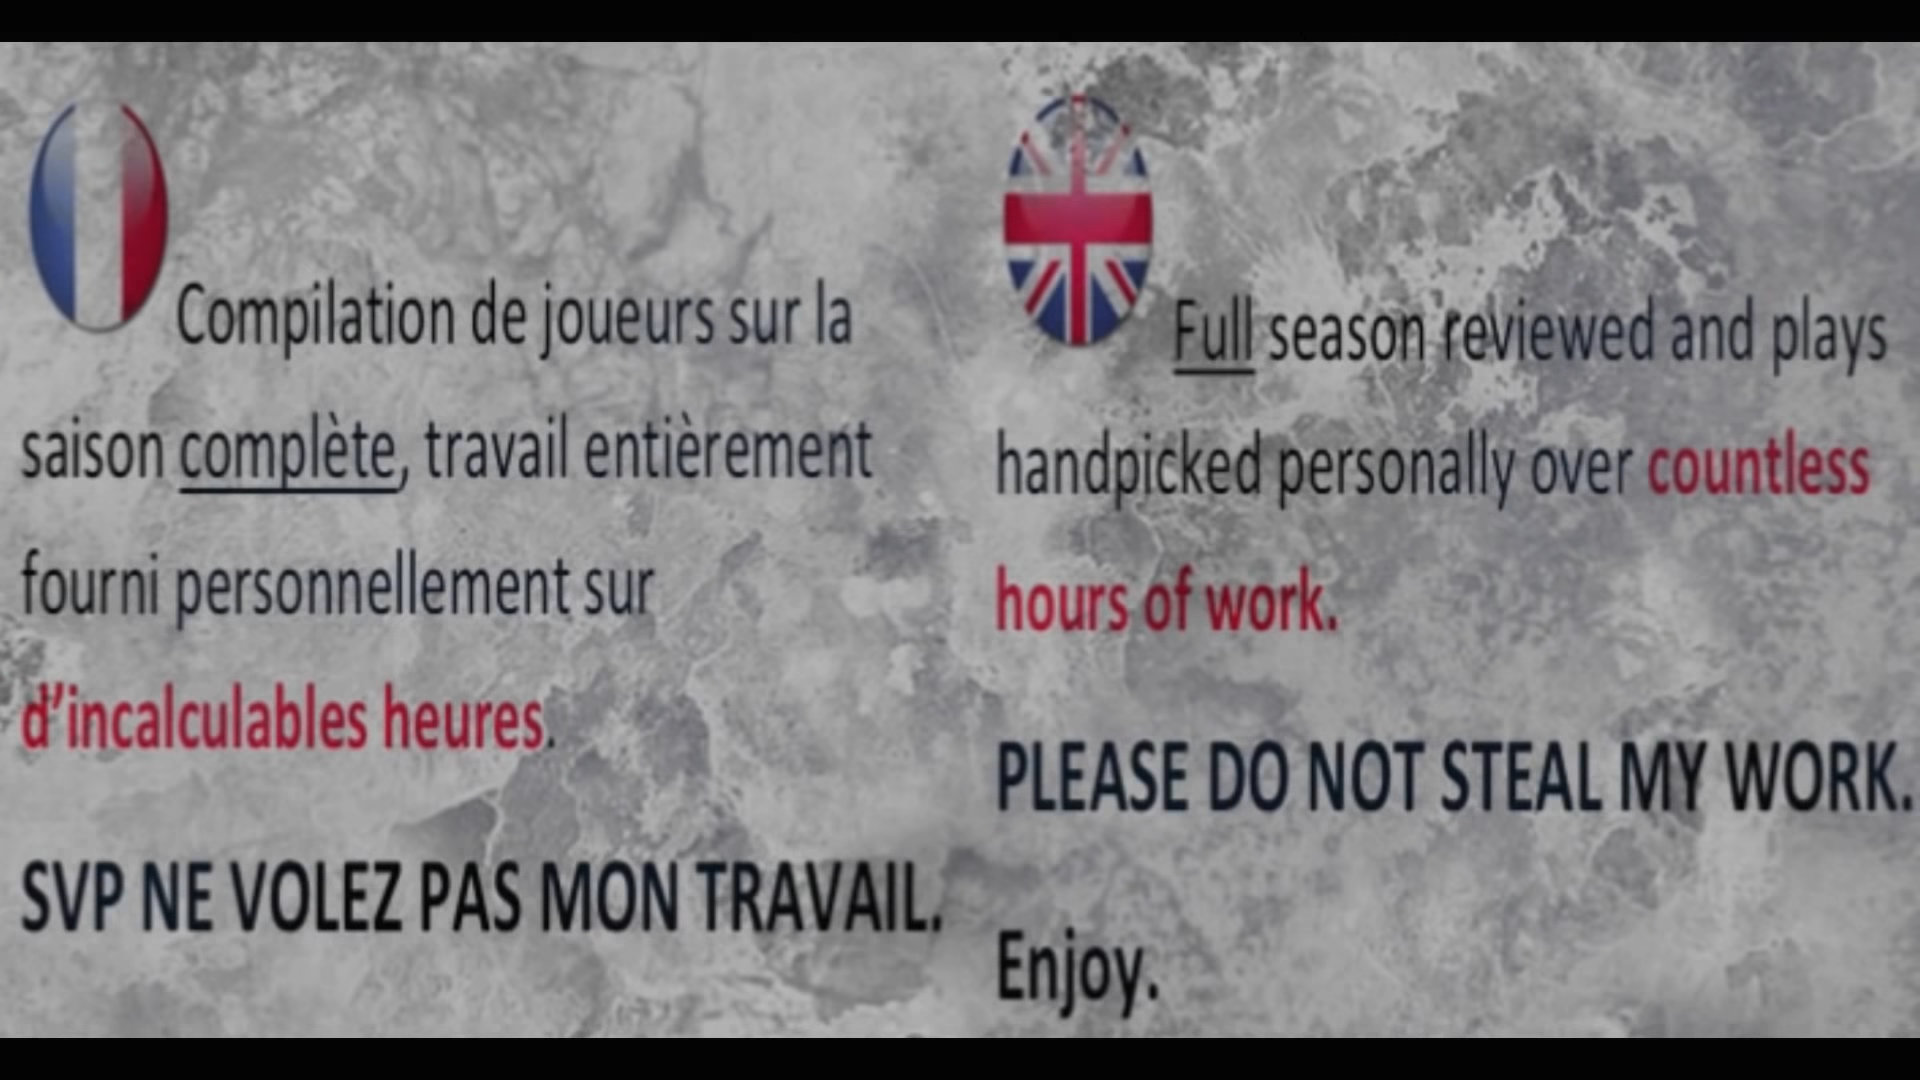 Compilation de joueurs sur la
saison complète, travail entièrement
fourni personnellement sur
d’incalculables heures.
SVP NE VOLEZ PAS MON TRAVAIL.
Full season reviewed and plays
handpicked personally over countless
hours of work.
PLEASE DO NOT STEAL MY WORK.
Enjoy.